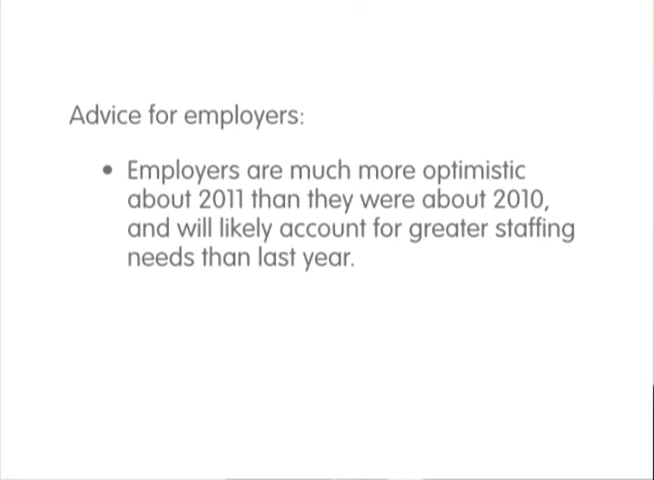 Advice for employers:
• Employers are much more optimistic
about 2011 than they were about 2010,
and will likely account for greater staffing
needs than last year.